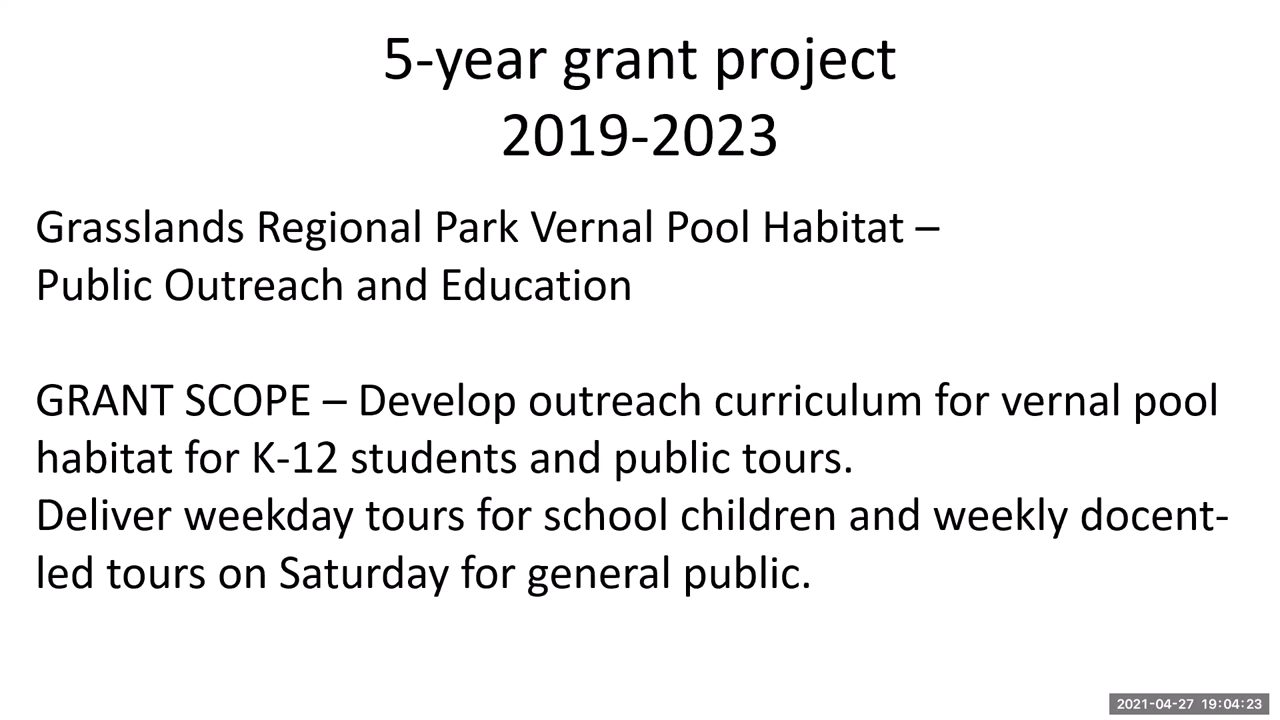 5-year grant project
2019-2023
Grasslands Regional Park Vernal Pool Habitat –
Public Outreach and Education
GRANT SCOPE – Develop outreach curriculum for vernal pool
habitat for K-12 students and public tours.
Deliver weekday tours for school children and weekly docent-
led tours on Saturday for general public.
2021-04-27 19:04:23